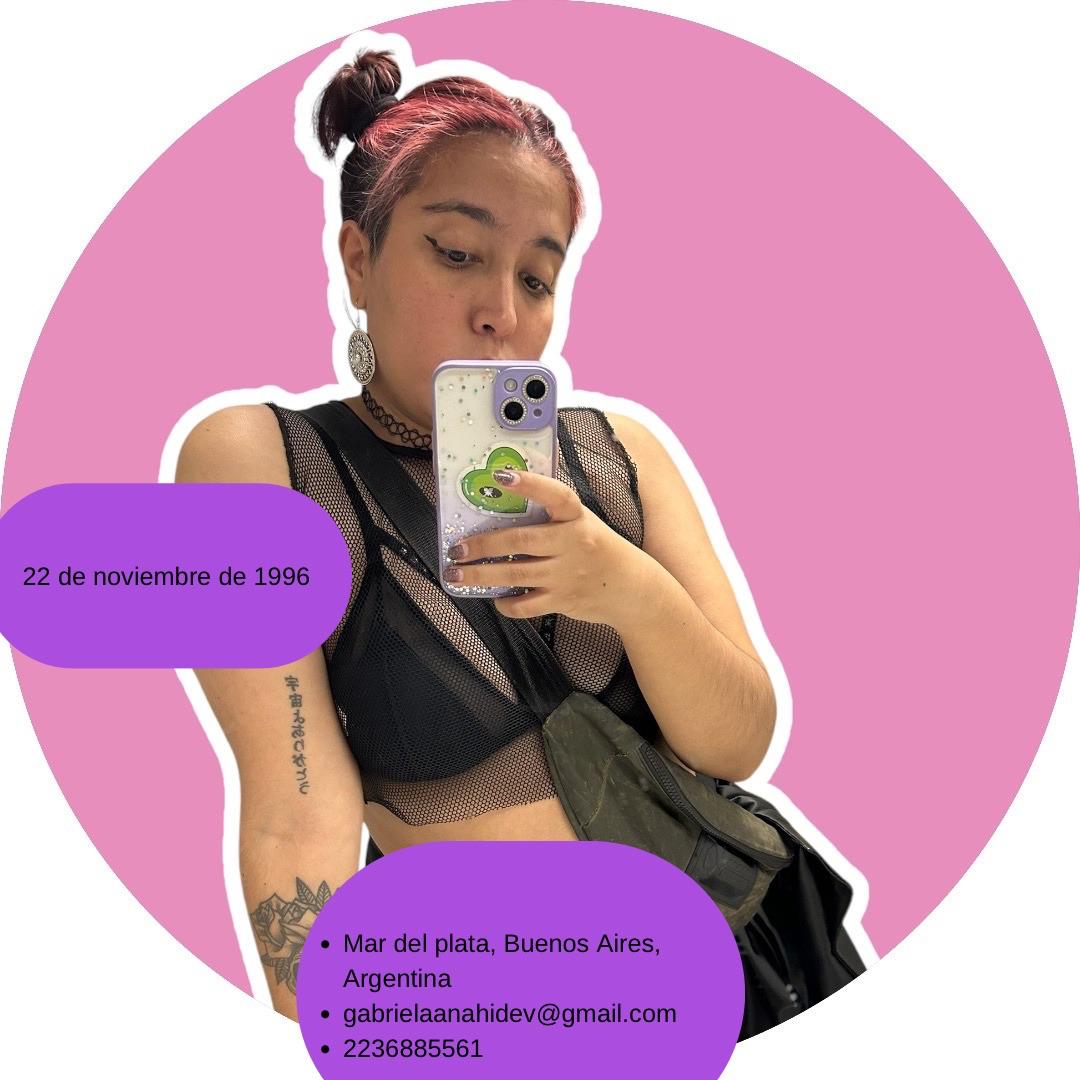 22 de noviembre de 1996
• Mar del plata, Buenos Aires,
Argentina
• gabrielaanahidev@gmail.com
• 2236885561